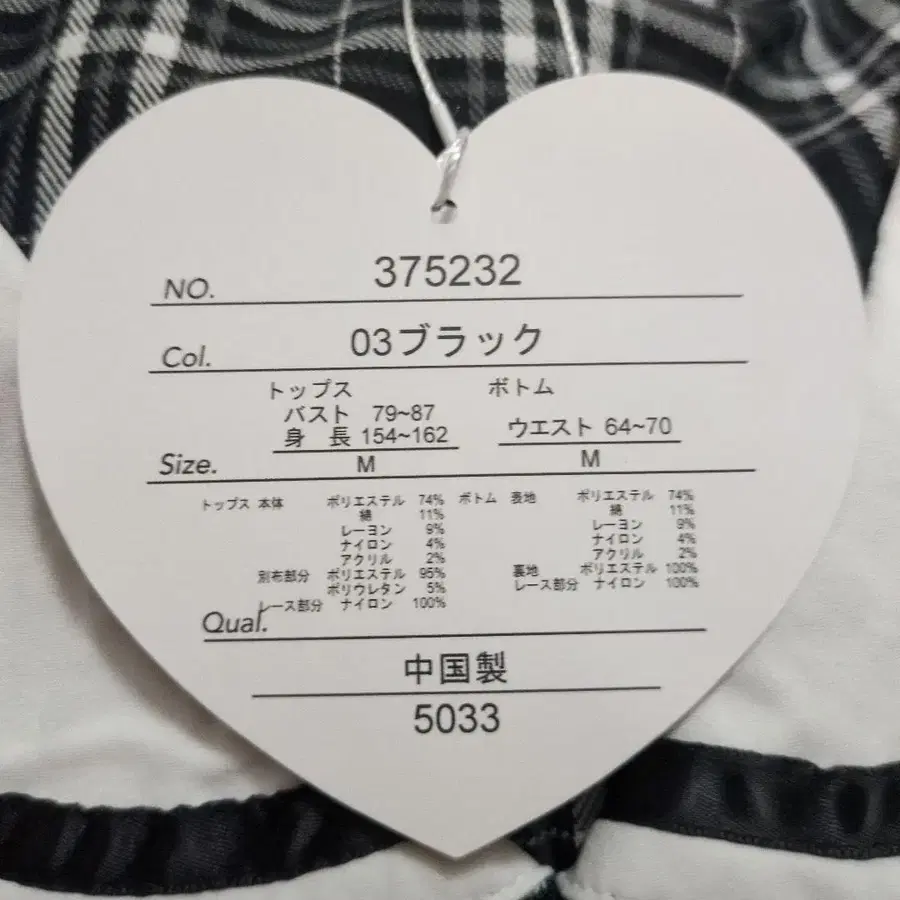 NO. 375232
Col. 03ブラック
トップス ボトム
バスト 79~87
身 長 154~162 ウエスト 64~70
Size. M M
トップス 本体 ポリエステル 74% ボトム 表地 ポリエステル 74%
綿 11% 綿 11%
レーヨン 9% レーヨン 9%
ナイロン 4% ナイロン 4%
アクリル 2% アクリル 2%
別布部分 ポリエステル 95% 裏地 ポリエステル 100%
ポリウレタン 5% レース部分 ナイロン 100%
レース部分 ナイロン 100%
Qual.
中国製
5033